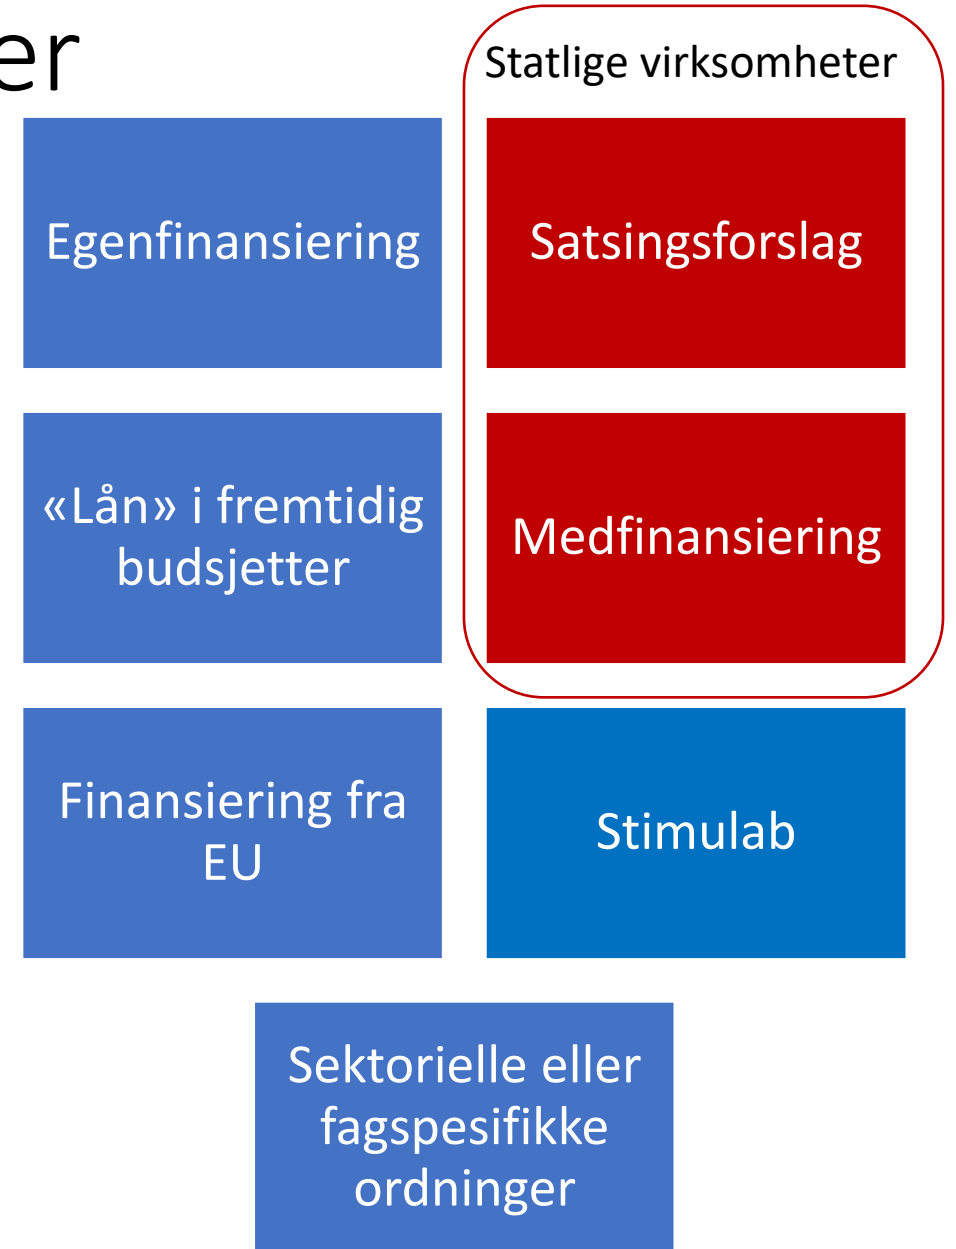 er
Statlige virksomheter
Egenfinansiering
Satsingsforslag
«Lån» i fremtidig
budsjetter
Medfinansiering
Finansiering fra
EU
Stimulab
Sektorielle eller
fagspesifikke
ordninger